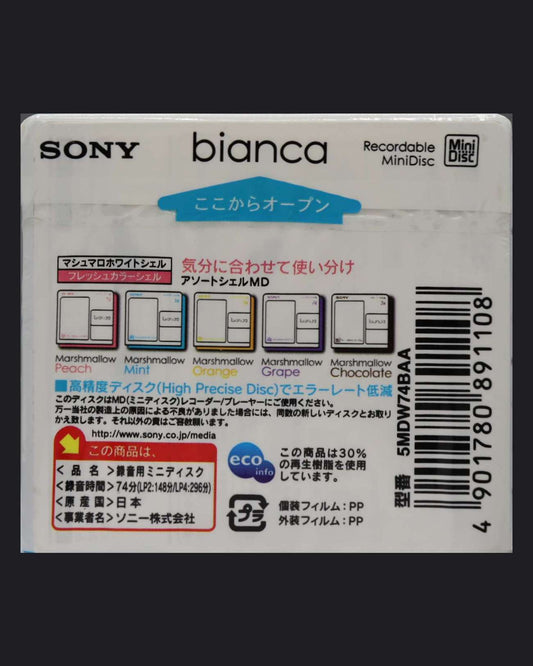 SONY
bianca
Recordable
MiniDisc
Mini
Disc
ここからオープン
マシュマロホワイトシェル
フレッシュカラーシェル
気分に合わせて使い分け
アソートシェルMD
Marshmallow
Peach
Marshmallow
Mint
Marshmallow
Orange
Marshmallow
Grape
Marshmallow
Chocolate
■高精度ディスク(High Precise Disc)でエラーレート低減
このディスクはMD(ミニディスク)レコーダー/プレーヤーにご使用ください。
万一当社の製造上の原因による不良がありました場合には、同数の新しいディスクとお取り
かえ致します。それ以外の責はご容赦願います。
http://www.sony.co.jp/media
この商品は、
<品名>録音用ミニディスク
<録音時間>74分(LP2:148分/LP4:296分)
<原産国>日本
<事業者名>ソニー株式会社
eco
info
この商品は30%
の再生樹脂を使用
しています。
プラ
個装フィルム:PP
外装フィルム:PP
型番 5MDW74BAA
4 901780 891108